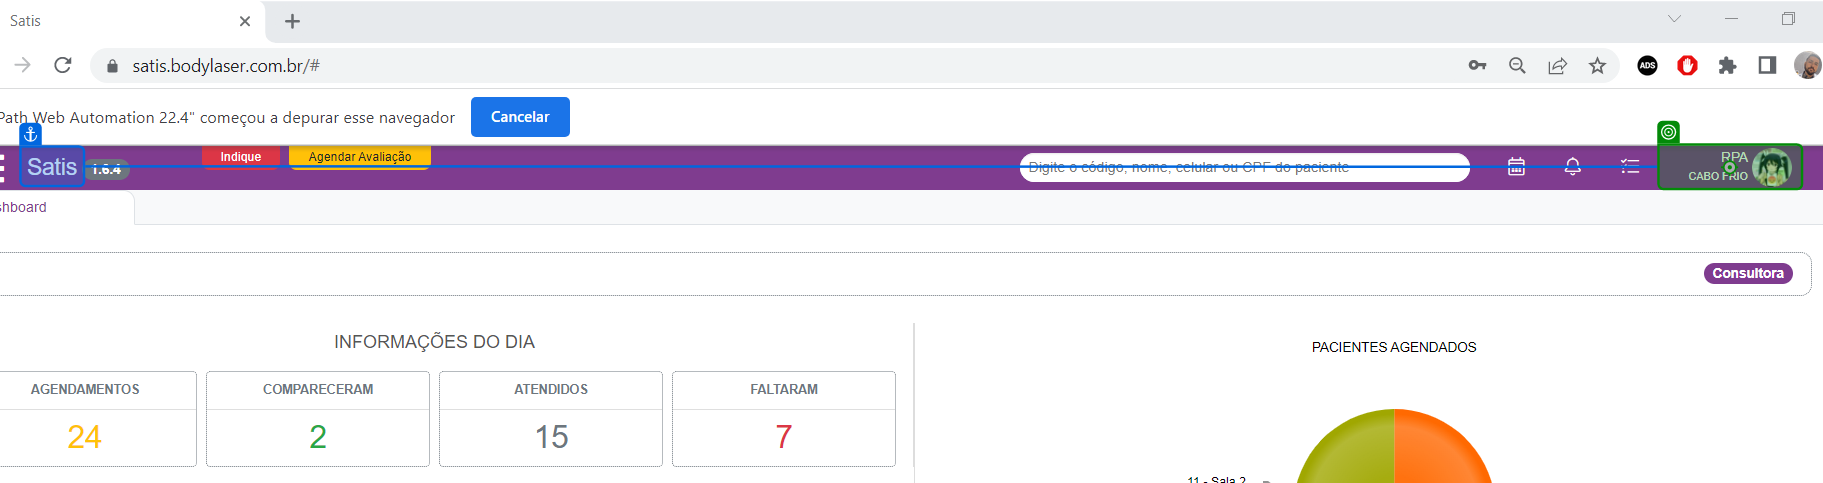 Satis
satis.bodylaser.com.br/#
ADS
Path Web Automation 22.4" começou a depurar esse navegador
Cancelar
Satis
1.6.4
Indique
Agendar Avaliação
Digite o código, nome, celular ou CPF do paciente
RPA
CABO FRIO
shboard
Consultora
INFORMAÇÕES DO DIA
PACIENTES AGENDADOS
AGENDAMENTOS
COMPARECERAM
ATENDIDOS
FALTARAM
24
2
15
7
11 - Sala 2